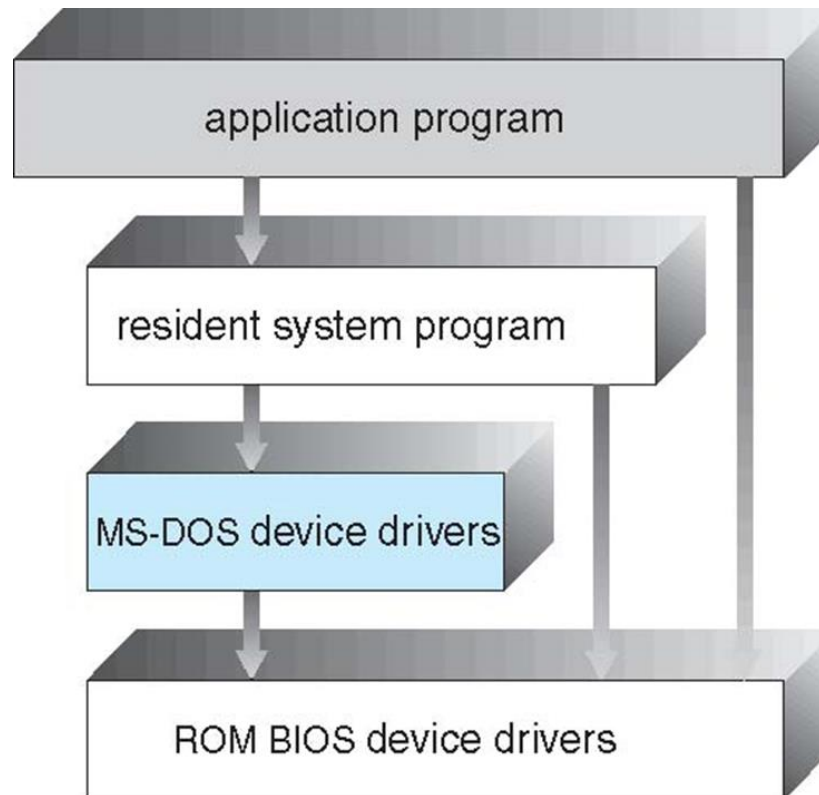 application program
resident system program
MS-DOS device drivers
ROM BIOS device drivers